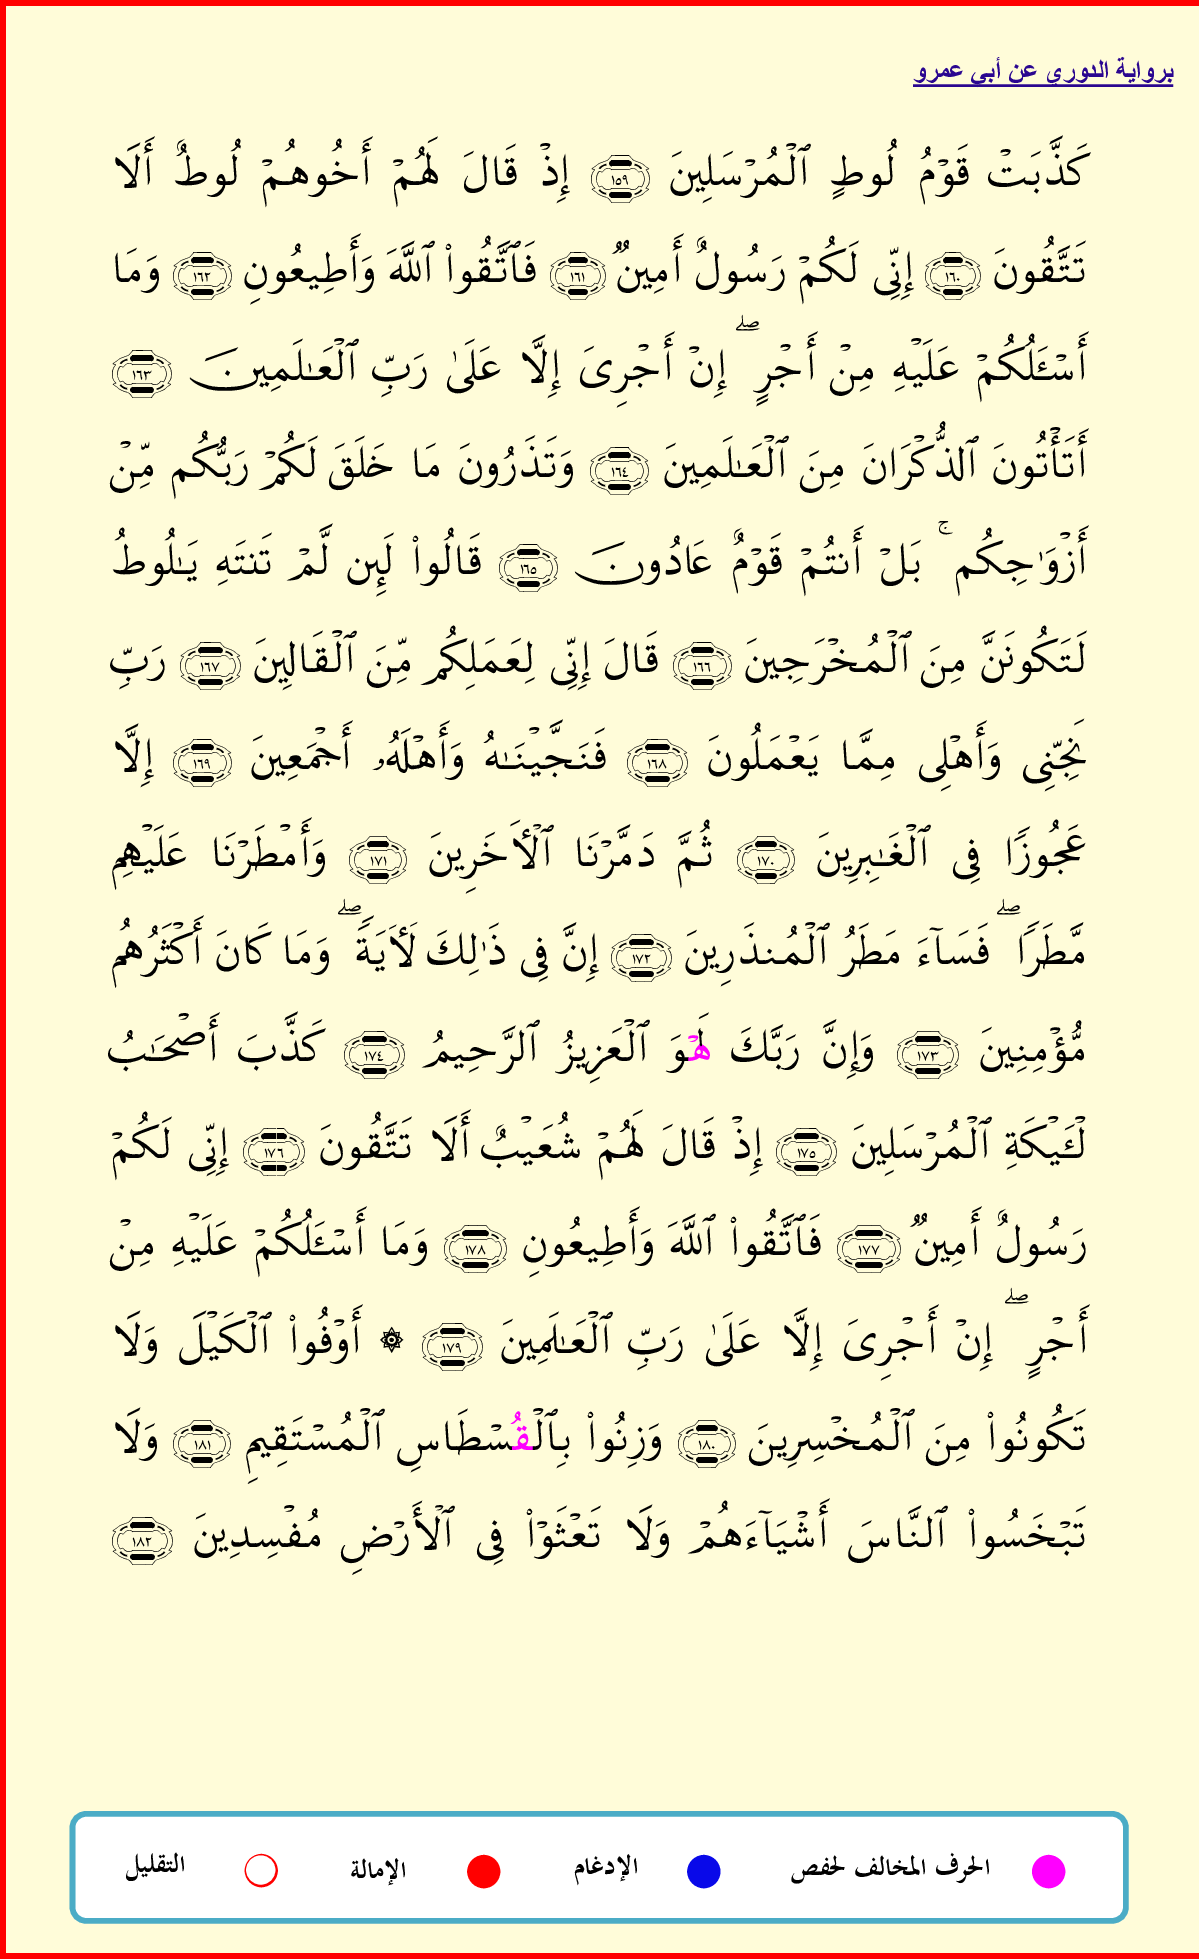 برواية الدوري عن أبي عمرو
كَذَّبَتۡ قَوۡمُ لُوطٍ ٱلۡمُرۡسَلِينَ ١٥٩ إِذۡ قَالَ لَهُمۡ أَخُوهُمۡ لُوطٌ أَلَا
تَتَّقُونَ ١٦٠ إِنِّي لَكُمۡ رَسُولٌ أَمِينٞ ١٦١ فَٱتَّقُواْ ٱللَّهَ وَأَطِيعُونِ ١٦٢ وَمَا
أَسۡـَٔلُكُمۡ عَلَيۡهِ مِنۡ أَجۡرٍۖ إِنۡ أَجۡرِيَ إِلَّا عَلَىٰ رَبِّ ٱلۡعَـٰلَمِينَ ١٦٣
أَتَأۡتُونَ ٱلذُّكۡرَانَ مِنَ ٱلۡعَـٰلَمِينَ ١٦٤ وَتَذَرُونَ مَا خَلَقَ لَكُمۡ رَبُّكُم مِّنۡ
أَزۡوَٰجِكُمۚ بَلۡ أَنتُمۡ قَوۡمٌ عَادُونَ ١٦٥ قَالُواْ لَئِن لَّمۡ تَنتَهِ يَـٰلُوطُ
لَتَكُونَنَّ مِنَ ٱلۡمُخۡرَجِينَ ١٦٦ قَالَ إِنِّي لِعَمَلِكُم مِّنَ ٱلۡقَالِينَ ١٦٧ رَبِّ
نَجِّنِي وَأَهۡلِي مِمَّا يَعۡمَلُونَ ١٦٨ فَنَجَّيۡنَـٰهُ وَأَهۡلَهُۥ أَجۡمَعِينَ ١٦٩ إِلَّا
عَجُوزٗا فِي ٱلۡغَـٰبِرِينَ ١٧٠ ثُمَّ دَمَّرۡنَا ٱلۡأٓخَرِينَ ١٧١ وَأَمۡطَرۡنَا عَلَيۡهِم
مَّطَرٗاۖ فَسَآءَ مَطَرُ ٱلۡمُنذَرِينَ ١٧٢ إِنَّ فِي ذَٰلِكَ لَأٓيَةٗۖ وَمَا كَانَ أَكۡثَرُهُم
مُّؤۡمِنِينَ ١٧٣ وَإِنَّ رَبَّكَ لَهۡوَ ٱلۡعَزِيزُ ٱلرَّحِيمُ ١٧٤ كَذَّبَ أَصۡحَـٰبُ
لۡـَٔيۡكَةِ ٱلۡمُرۡسَلِينَ ١٧٥ إِذۡ قَالَ لَهُمۡ شُعَيۡبٌ أَلَا تَتَّقُونَ ١٧٦ إِنِّي لَكُمۡ
رَسُولٌ أَمِينٞ ١٧٧ فَٱتَّقُواْ ٱللَّهَ وَأَطِيعُونِ ١٧٨ وَمَا أَسۡـَٔلُكُمۡ عَلَيۡهِ مِنۡ
أَجۡرٍۖ إِنۡ أَجۡرِيَ إِلَّا عَلَىٰ رَبِّ ٱلۡعَـٰلَمِينَ ١٧٩ ۞ أَوۡفُواْ ٱلۡكَيۡلَ وَلَا
تَكُونُواْ مِنَ ٱلۡمُخۡسِرِينَ ١٨٠ وَزِنُواْ بِٱلۡقُسۡطَاسِ ٱلۡمُسۡتَقِيمِ ١٨١ وَلَا
تَبۡخَسُواْ ٱلنَّاسَ أَشۡيَآءَهُمۡ وَلَا تَعۡثَوۡاْ فِي ٱلۡأَرۡضِ مُفۡسِدِينَ ١٨٢
الحرف المخالف لحفص الإدغام الإمالة التقليل